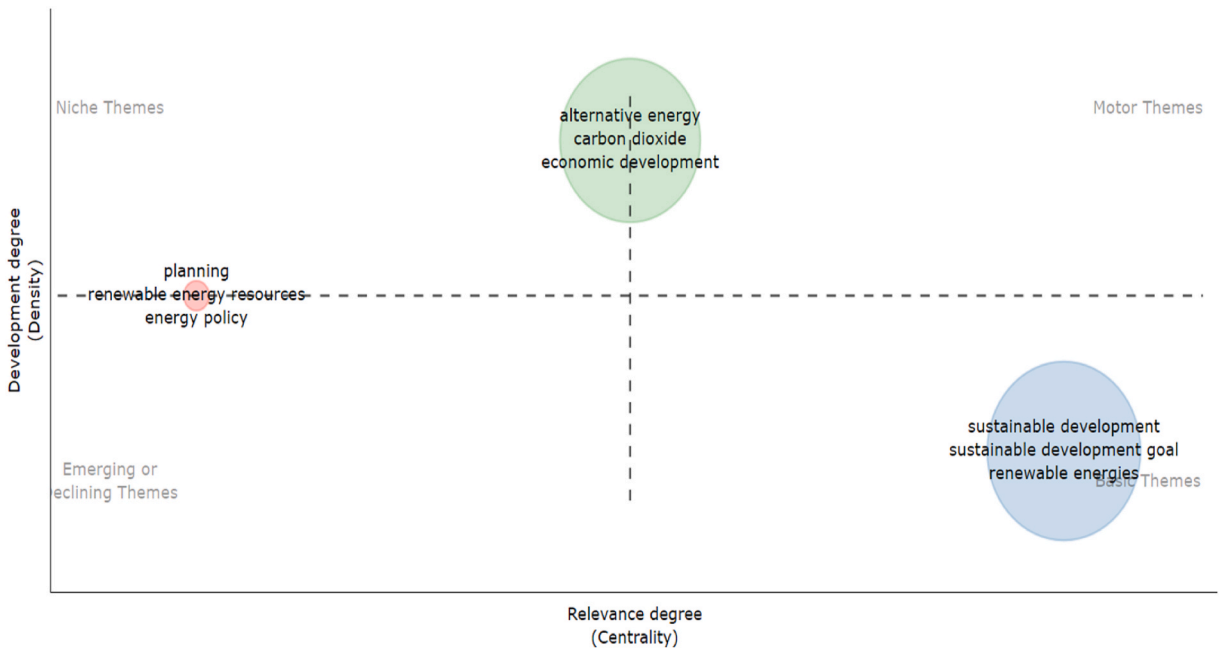 Niche Themes
Motor Themes
alternative energy
carbon dioxide
economic development
planning
renewable energy resources
energy policy
Development degree
(Density)
sustainable development
sustainable development goal
renewable energies
Basic Themes
Emerging or
Declining Themes
Relevance degree
(Centrality)